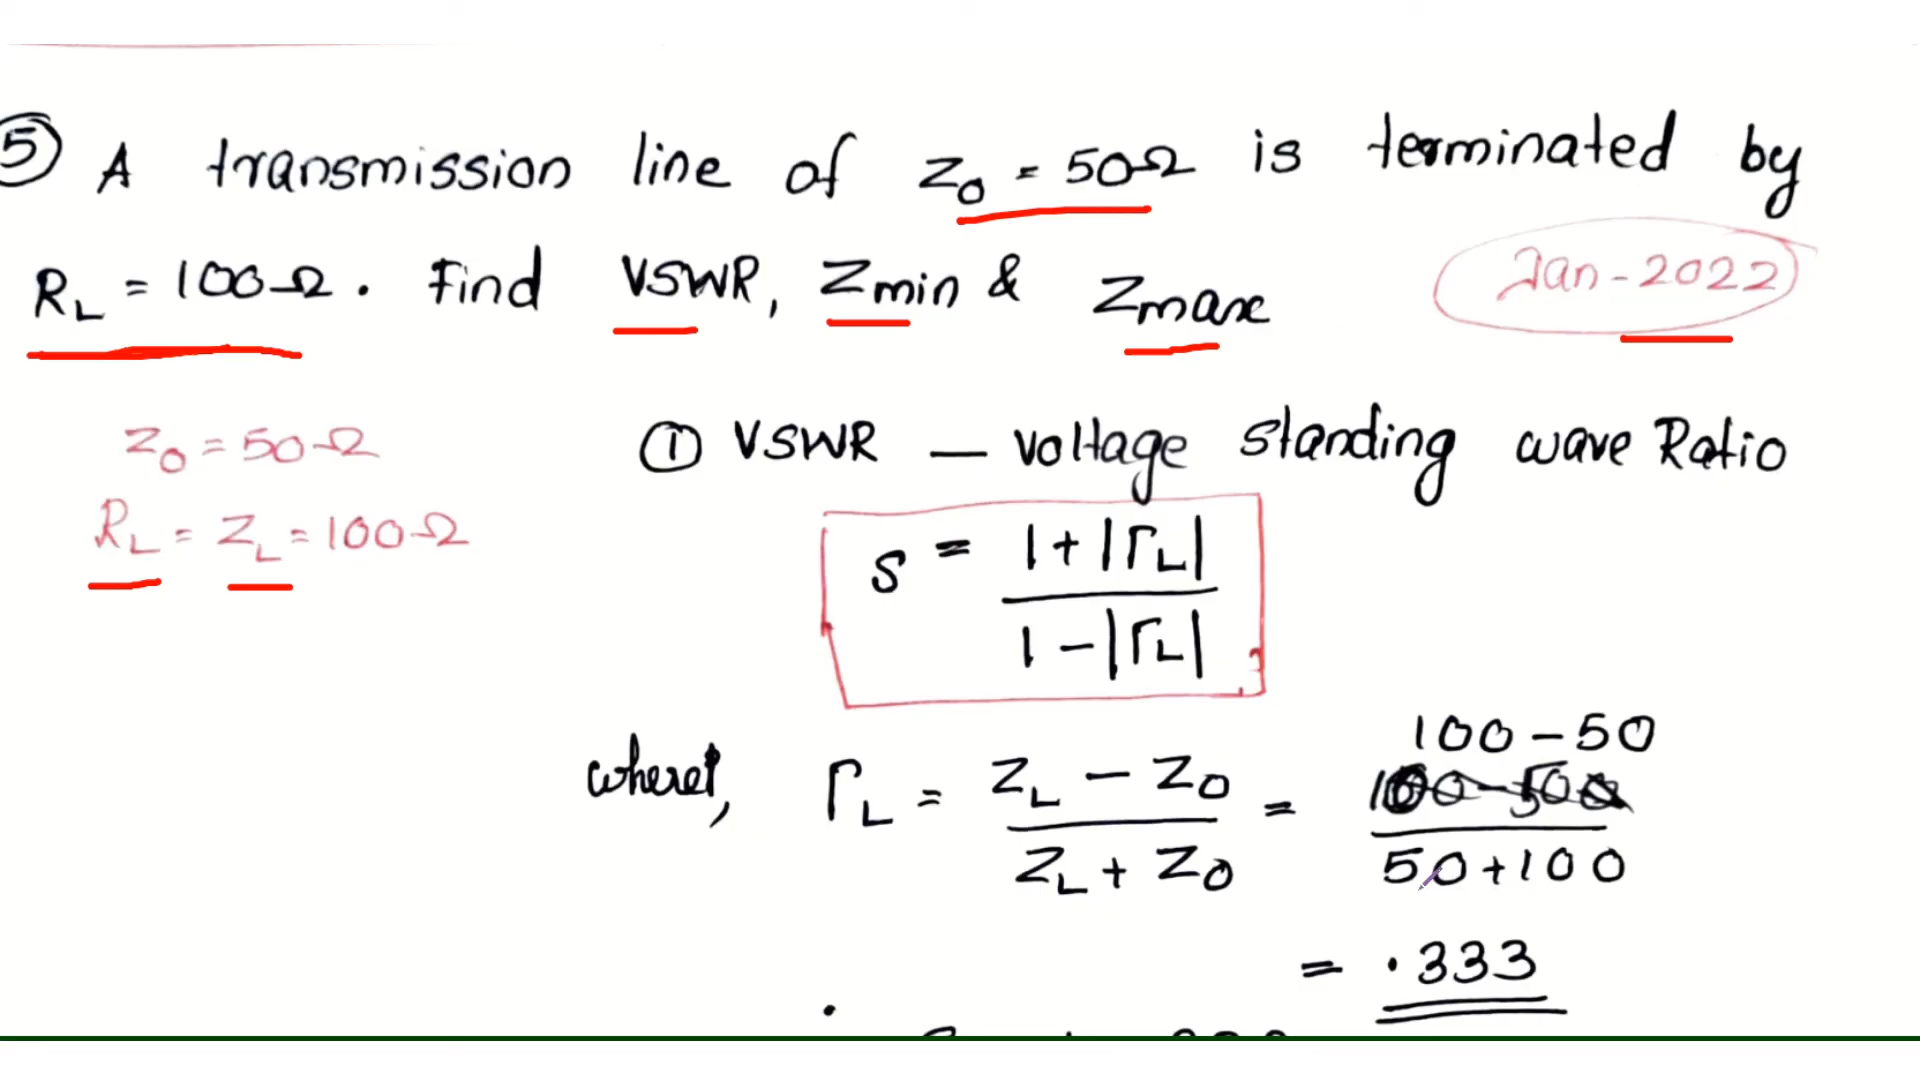 5 A transmission line of Z0 = 50Ω is terminated by
RL = 100Ω. Find VSWR, Zmin & Zmax
Jan-2022
Z0 = 50Ω
RL = ZL = 100Ω
① VSWR — Voltage standing wave Ratio
S = 1+|ΓL| / 1-|ΓL|
where, ΓL = ZL - Z0 / ZL + Z0 = 100-50 / 50+100
= .333